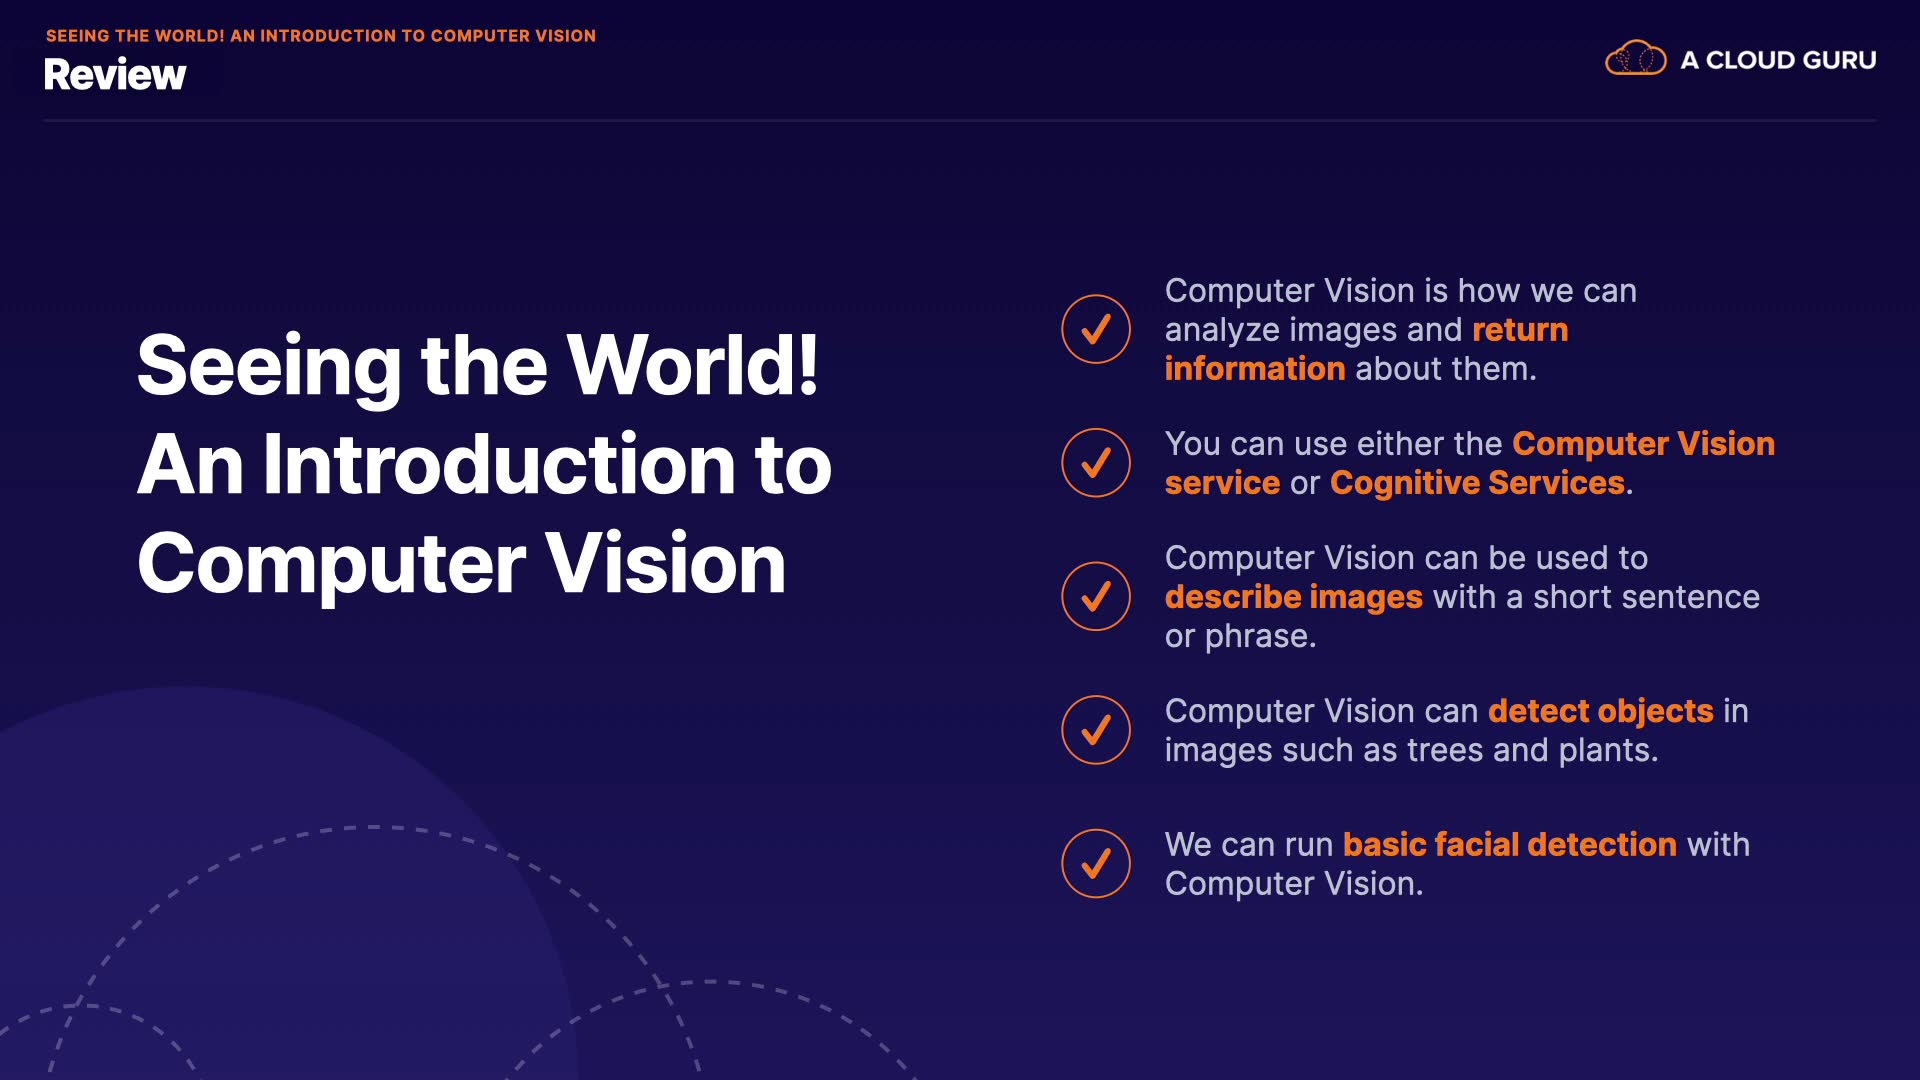 SEEING THE WORLD! AN INTRODUCTION TO COMPUTER VISION
Review
A CLOUD GURU
Seeing the World!
An Introduction to
Computer Vision
Computer Vision is how we can
analyze images and return
information about them.
You can use either the Computer Vision
service or Cognitive Services.
Computer Vision can be used to
describe images with a short sentence
or phrase.
Computer Vision can detect objects in
images such as trees and plants.
We can run basic facial detection with
Computer Vision.